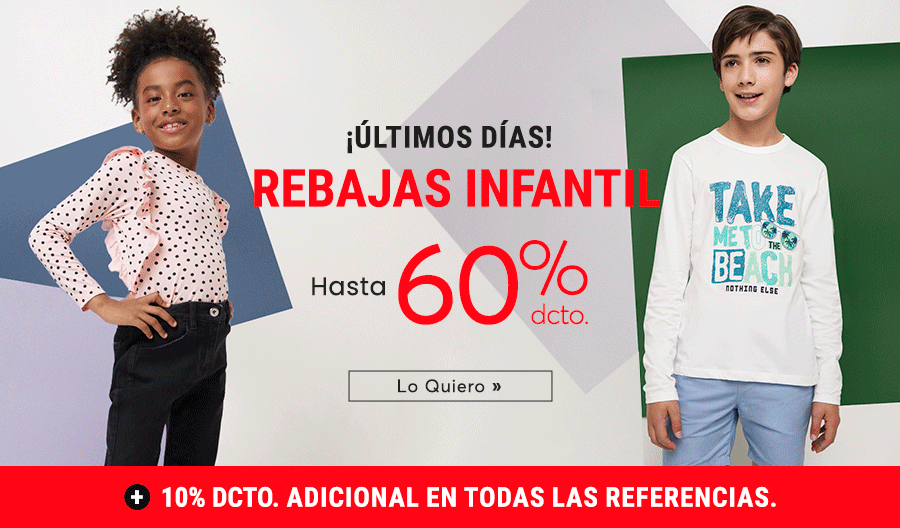 ¡ÚLTIMOS DÍAS!
REBAJAS INFANTIL
Hasta 60% dcto.
Lo Quiero »
TAKE
ME TO THE
BEACH
NOTHING ELSE
+ 10% DCTO. ADICIONAL EN TODAS LAS REFERENCIAS.